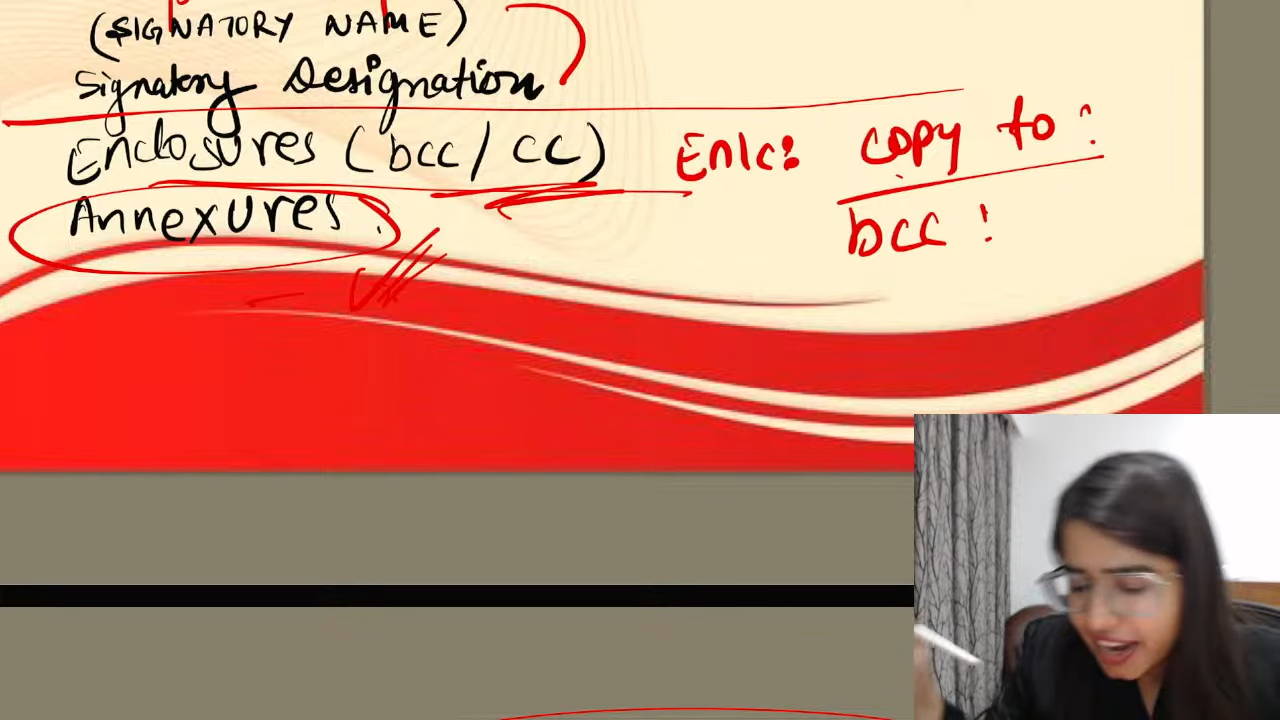 (SIGNATORY NAME)
Signatory Designation
Enclosures (bcc/cc) Enlc: copy to:
Annexures. bcc: